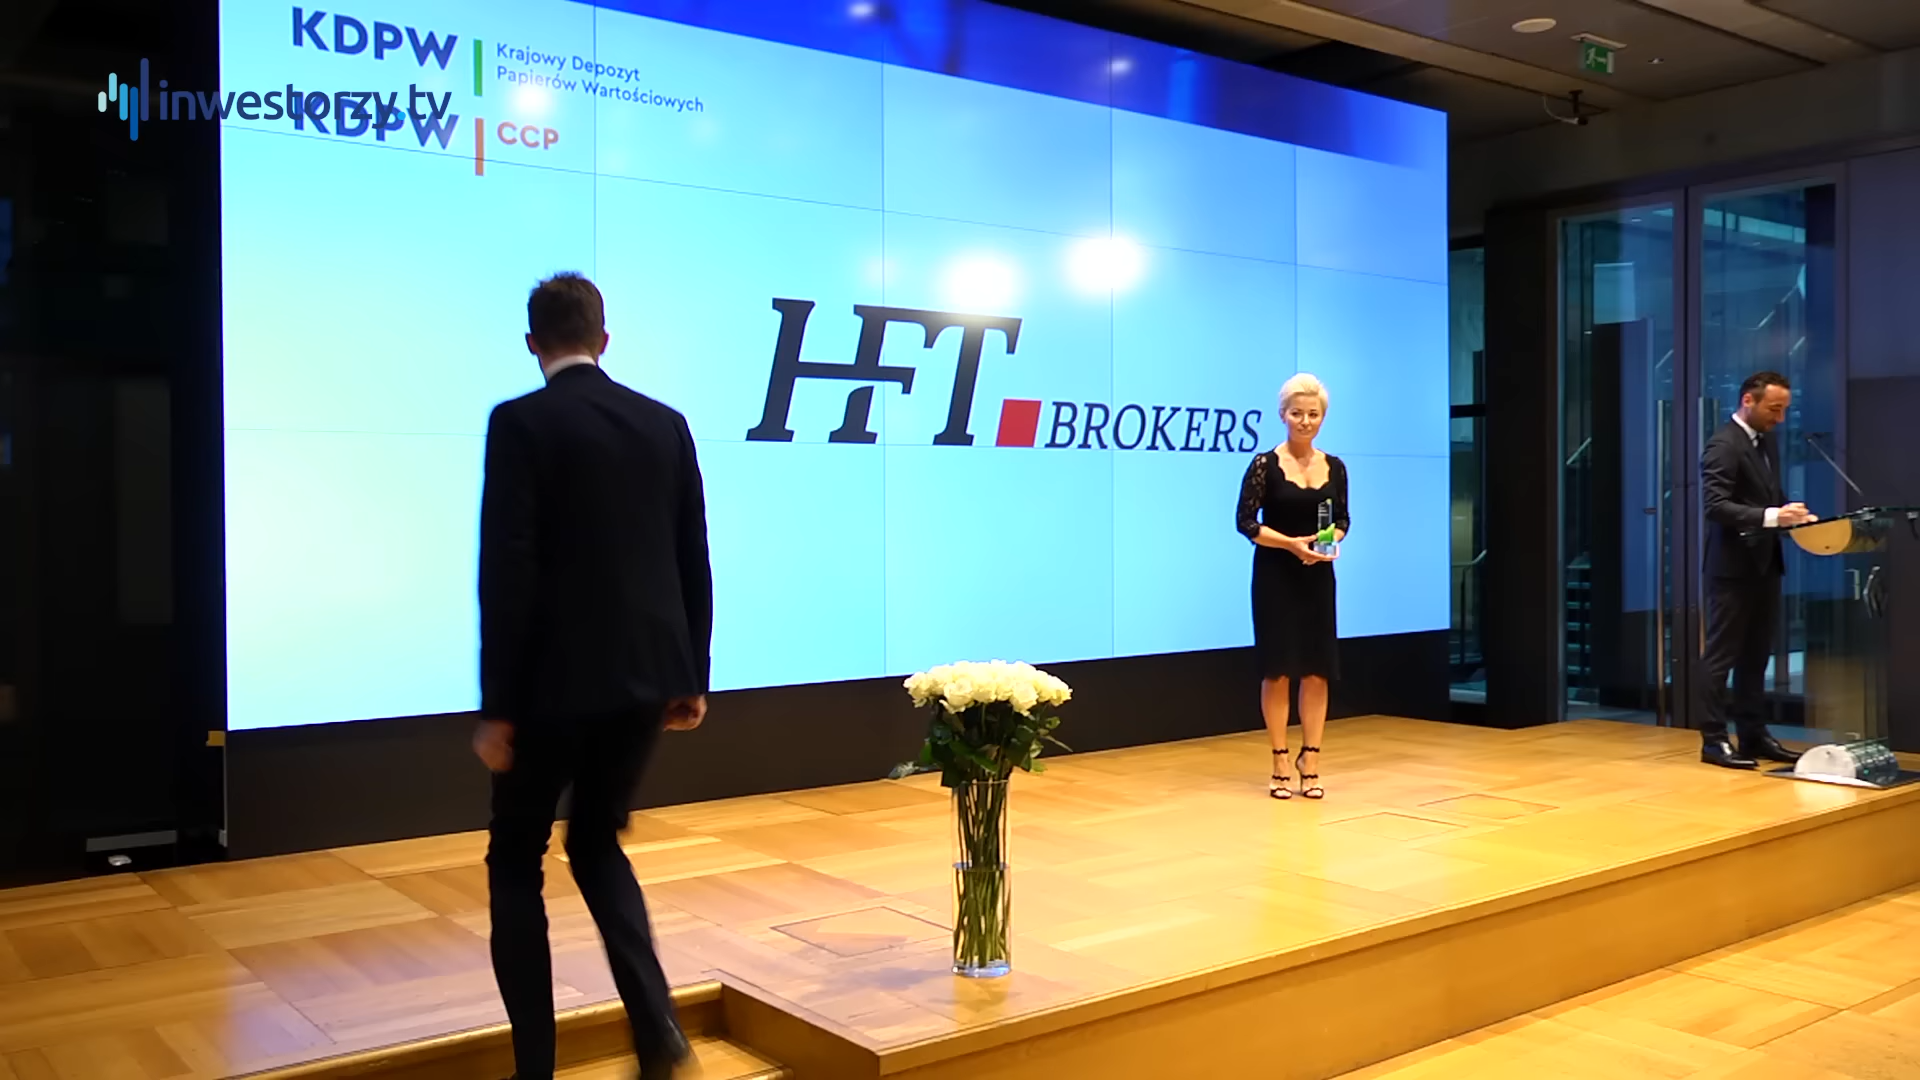 KDPW
Krajowy Depozyt
Papierów Wartościowych
inwestorzy.tv
KDPW
CCP
HFT
BROKERS